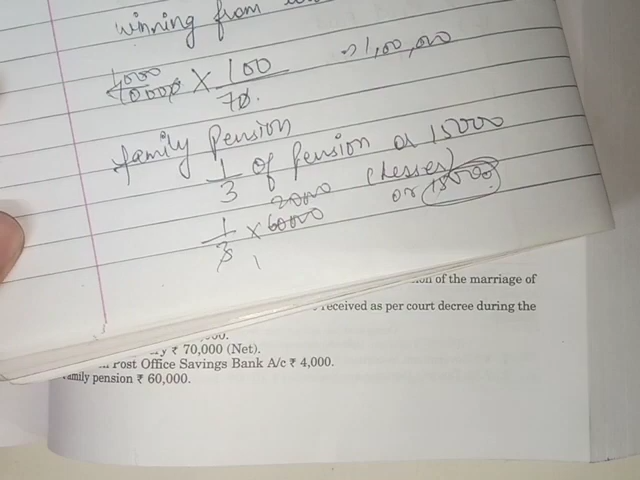 winning from
1000
70000 × 100 / 70. ⇒ 1,00,000
family Pension
1/3 of Pension or 15000
(Lesser)
20000
1/3 × 60000 or 15000
1
of the marriage of
received as per court decree during the
₹ 70,000 (Net).
Post Office Savings Bank A/c ₹ 4,000.
amily pension ₹ 60,000.